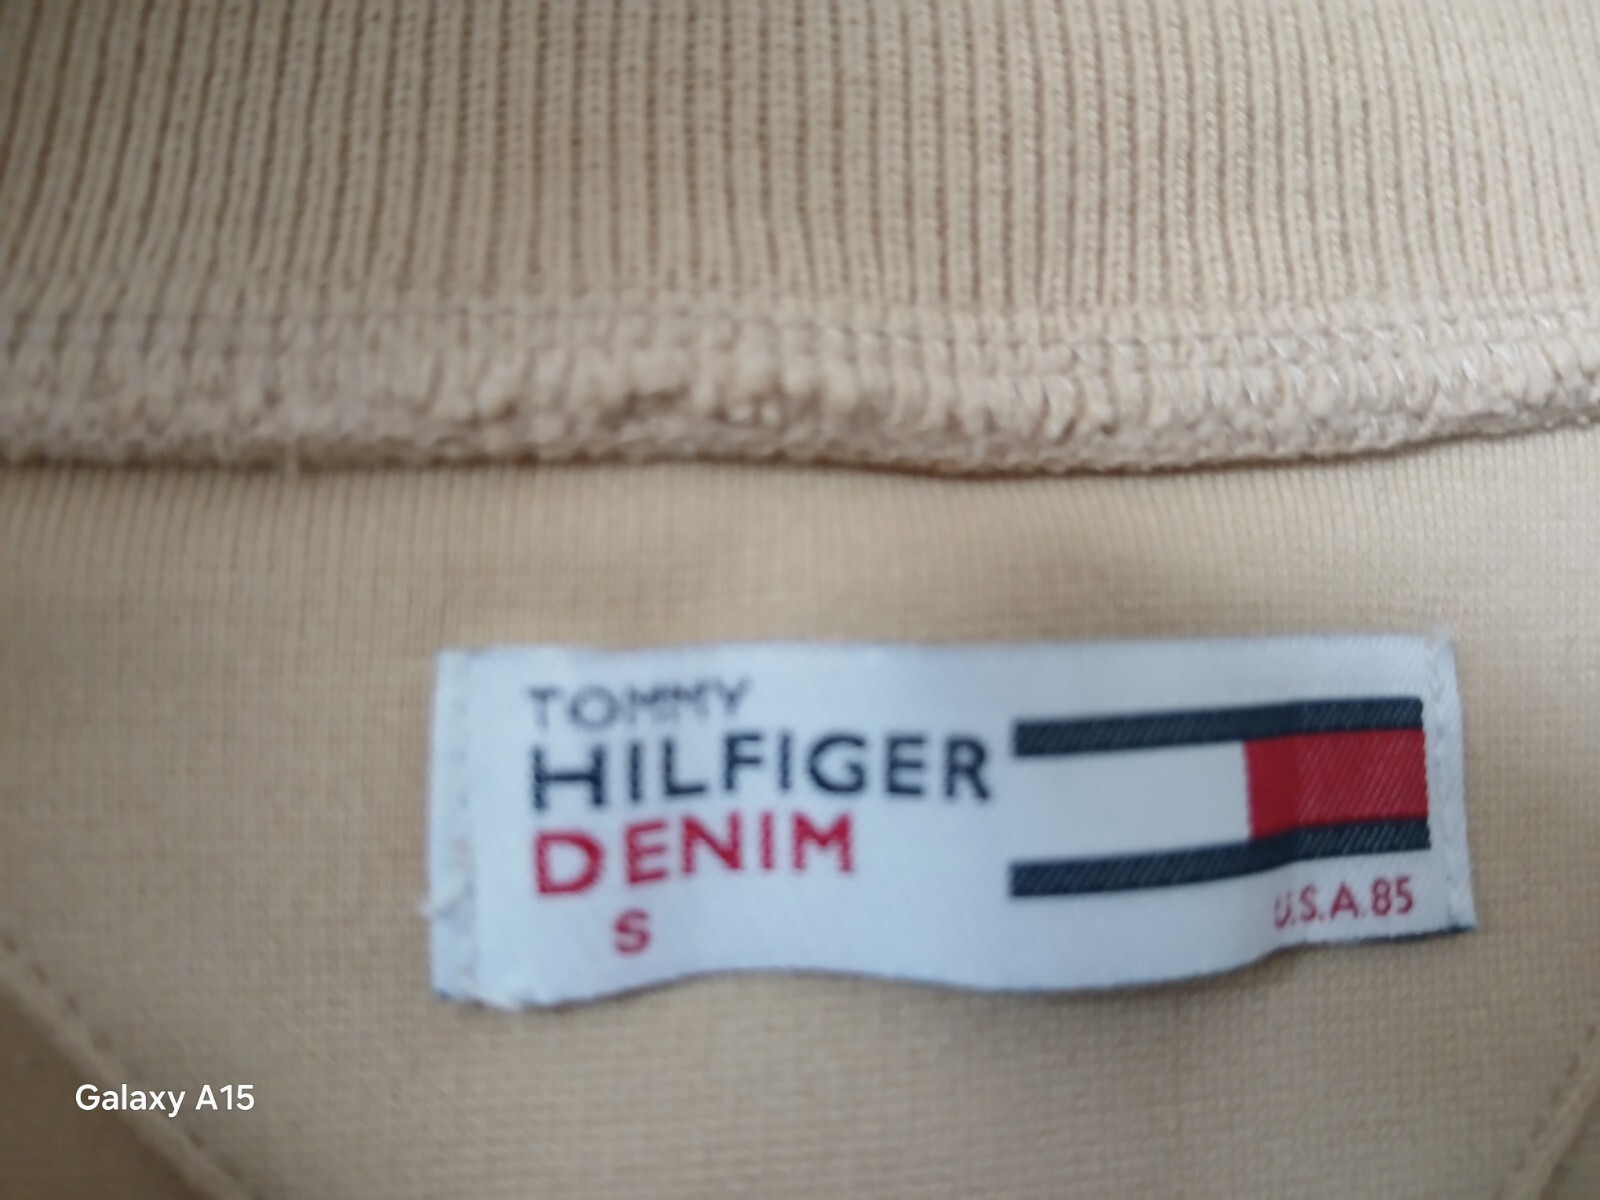 TOMMY
HILFIGER
DENIM
S
U.S.A.85
Galaxy A15